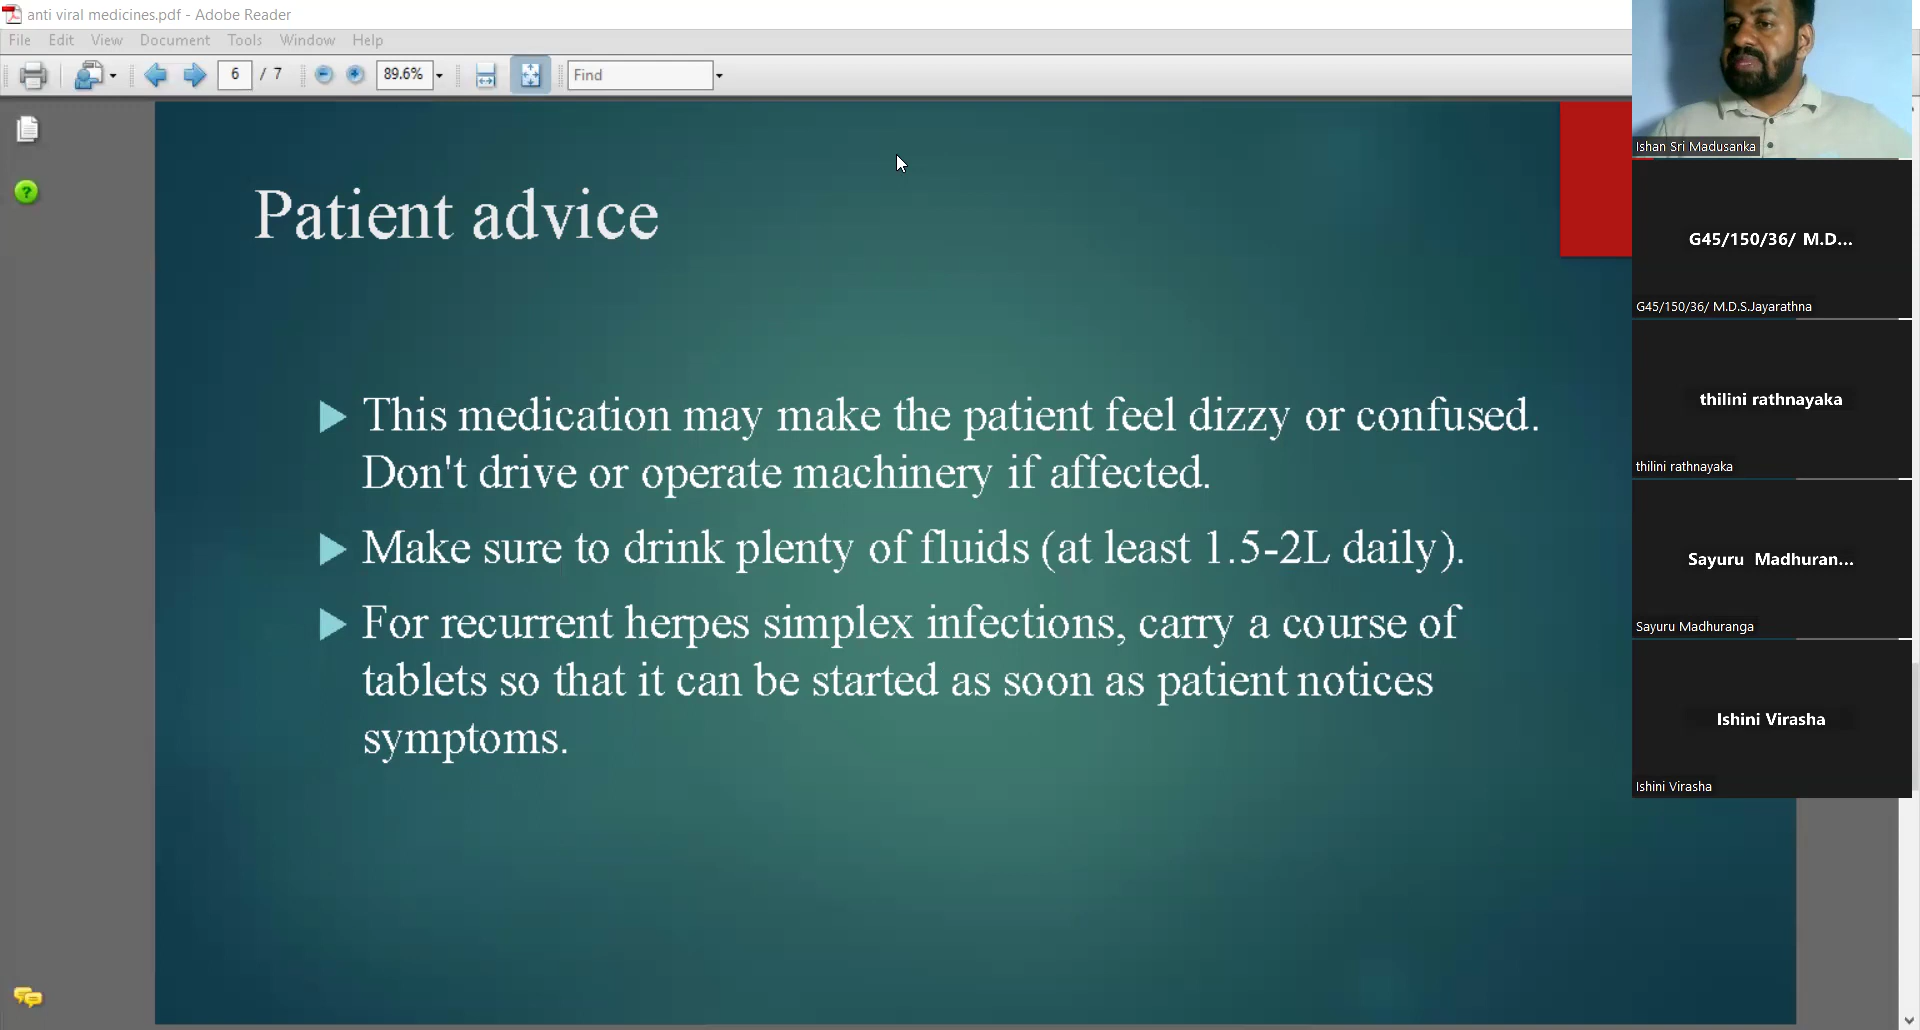 anti viral medicines.pdf - Adobe Reader
File Edit View Document Tools Window Help
6 / 7 89.6% Find
Patient advice
This medication may make the patient feel dizzy or confused.
Don't drive or operate machinery if affected.
Make sure to drink plenty of fluids (at least 1.5-2L daily).
For recurrent herpes simplex infections, carry a course of
tablets so that it can be started as soon as patient notices
symptoms.
Ishan Sri Madusanka
G45/150/36/ M.D...
G45/150/36/ M.D.S.Jayarathna
thilini rathnayaka
thilini rathnayaka
Sayuru Madhuran...
Sayuru Madhuranga
Ishini Virasha
Ishini Virasha